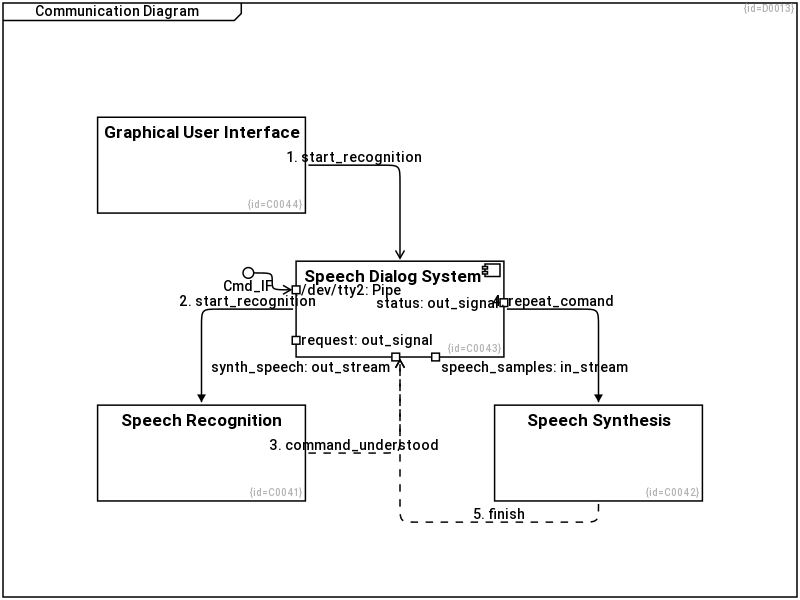 Communication Diagram
{id=D0013}
Graphical User Interface
1. start_recognition
{id=C0044}
Speech Dialog System
Cmd_IF
/dev/tty2: Pipe
2. start_recognition
status: out_signal
4. repeat_comand
request: out_signal
{id=C0043}
synth_speech: out_stream
speech_samples: in_stream
Speech Recognition
Speech Synthesis
3. command_understood
{id=C0041}
{id=C0042}
5. finish